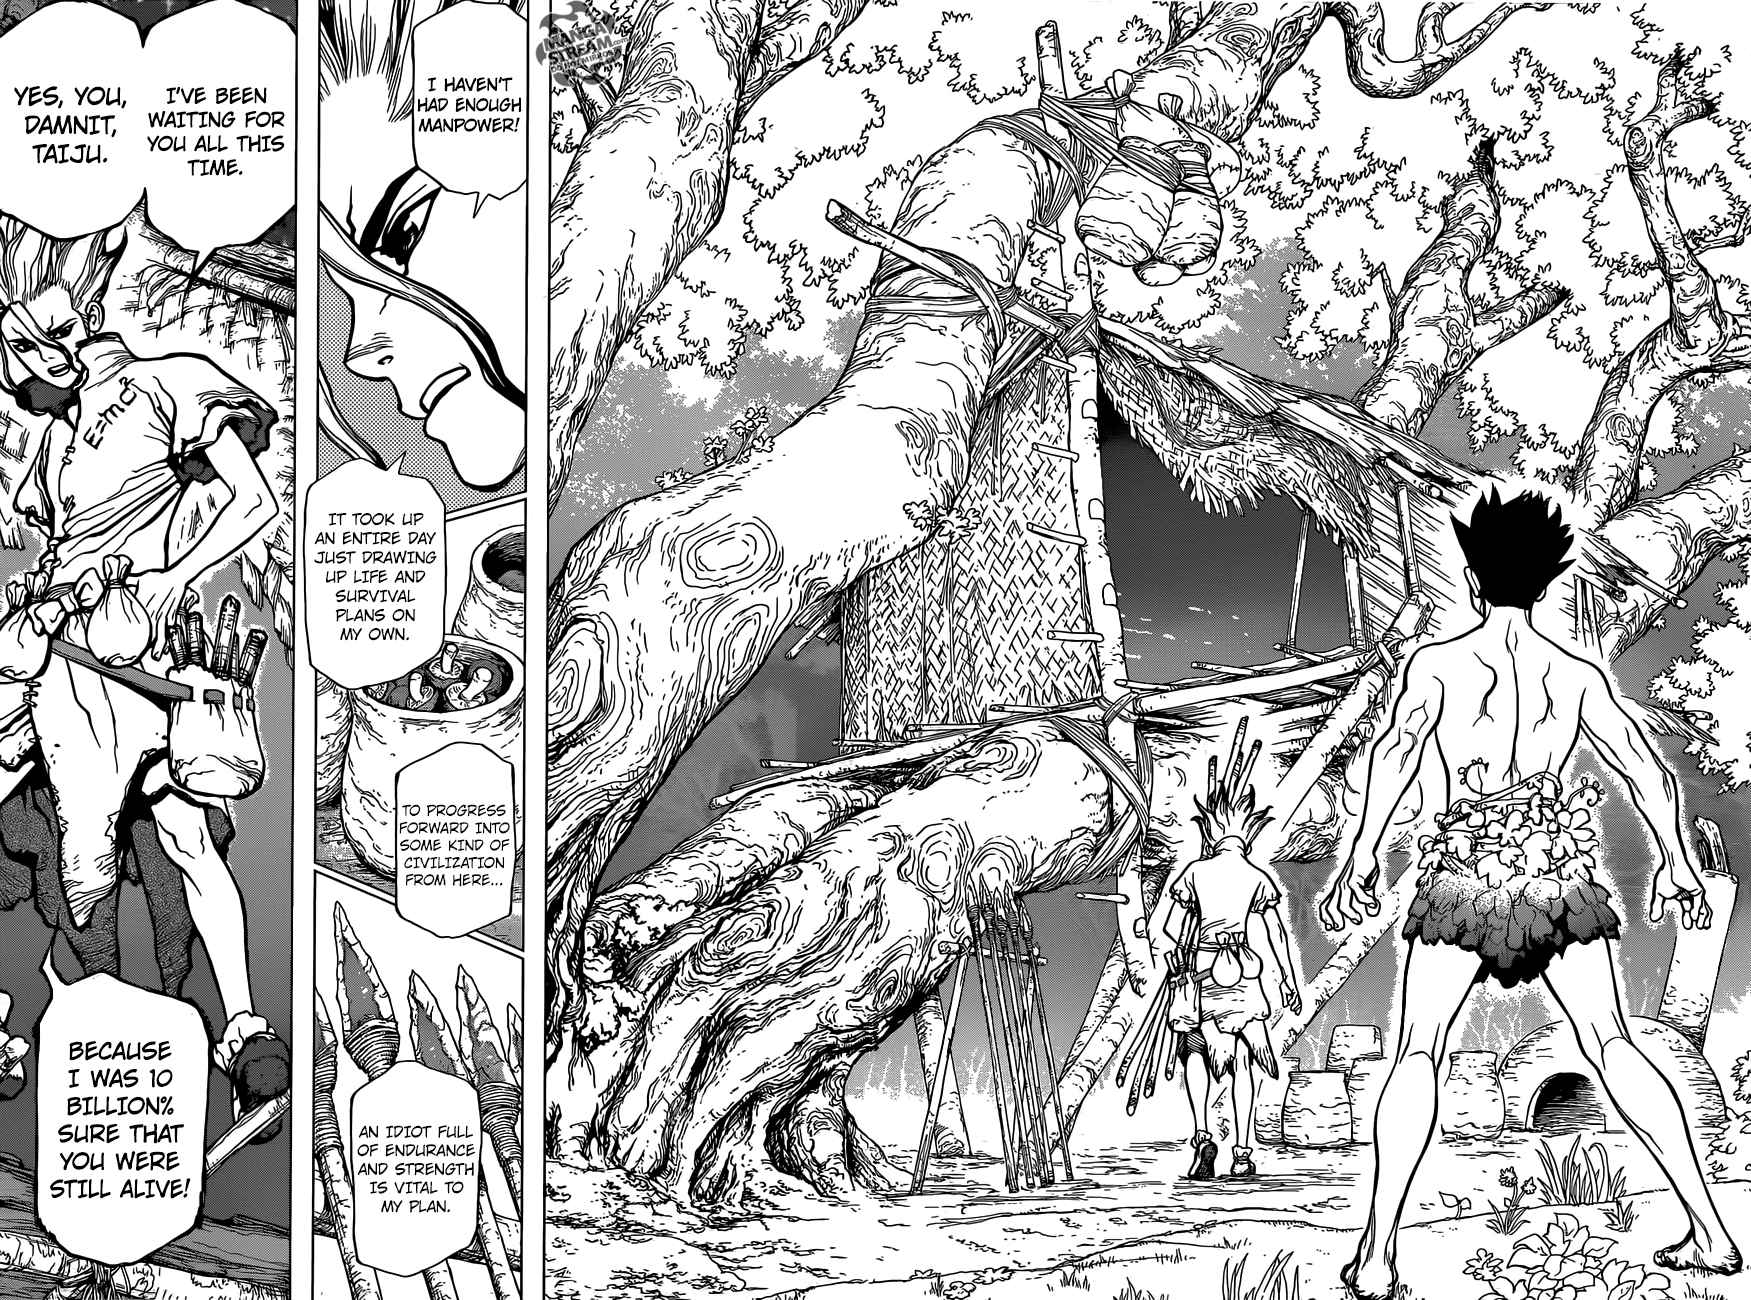 I HAVEN'T
HAD ENOUGH
MANPOWER!
IT TOOK UP
AN ENTIRE DAY
JUST DRAWING
UP LIFE AND
SURVIVAL
PLANS ON
MY OWN.
TO PROGRESS
FORWARD INTO
SOME KIND OF
CIVILIZATION
FROM HERE...
AN IDIOT FULL
OF ENDURANCE
AND STRENGTH
IS VITAL TO
MY PLAN.
I'VE BEEN
WAITING FOR
YOU ALL THIS
TIME.
YES, YOU,
DAMNIT,
TAIJU.
E=mc²
BECAUSE
I WAS 10
BILLION%
SURE THAT
YOU WERE
STILL ALIVE!
MANGA
STREAM